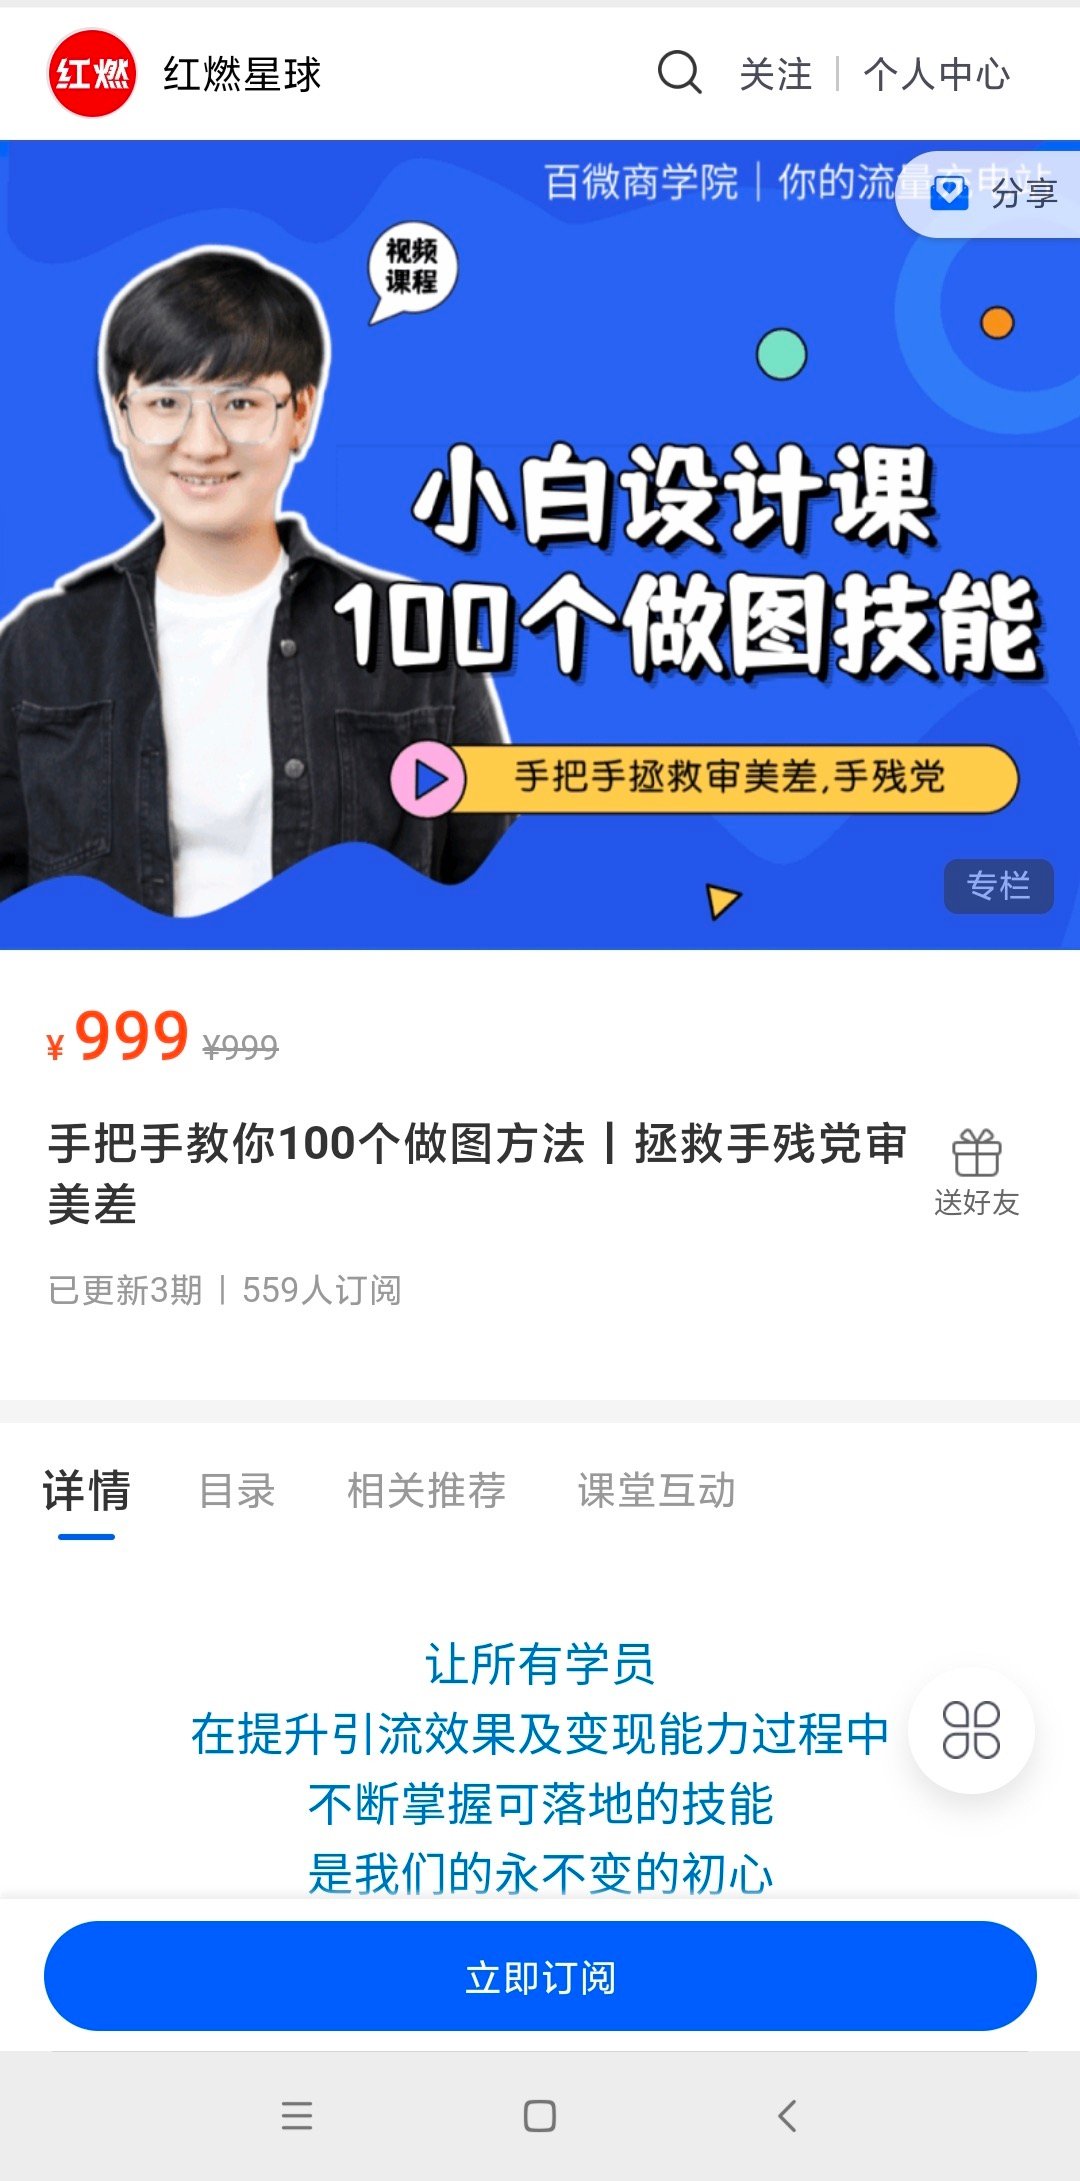 红燃
红燃星球
关注
个人中心
百微商学院｜你的流量充电站
分享
视频
课程
小白设计课
100个做图技能
手把手拯救审美差,手残党
专栏
¥999 ¥999
手把手教你100个做图方法丨拯救手残党审
美差
送好友
已更新3期 | 559人订阅
详情
目录
相关推荐
课堂互动
让所有学员
在提升引流效果及变现能力过程中
不断掌握可落地的技能
是我们的永不变的初心
立即订阅